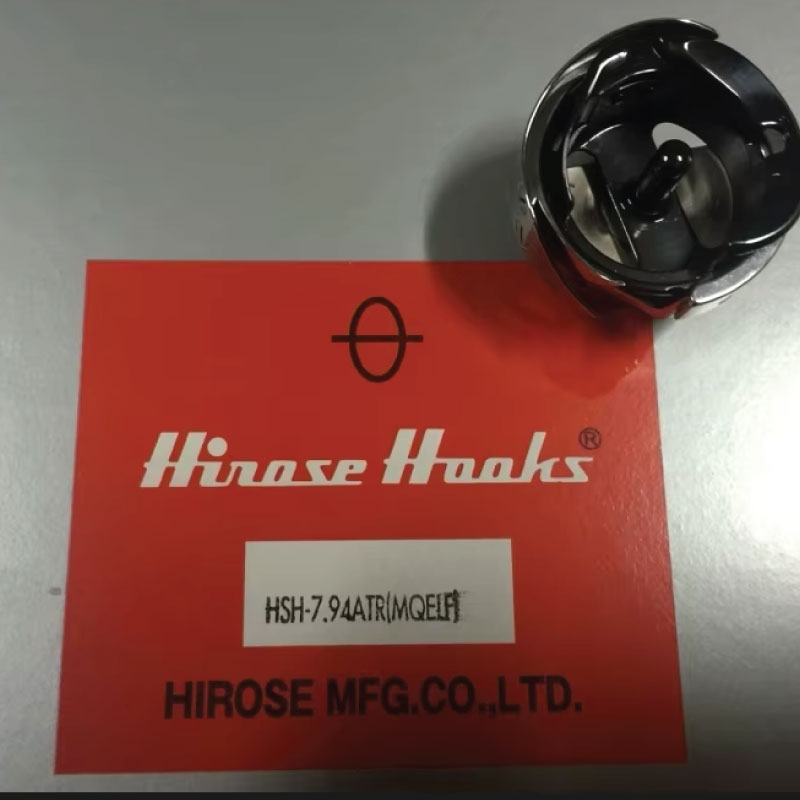 Hirose Hooks®
HSH-7.94ATR(MQELF)
HIROSE MFG.CO.,LTD.